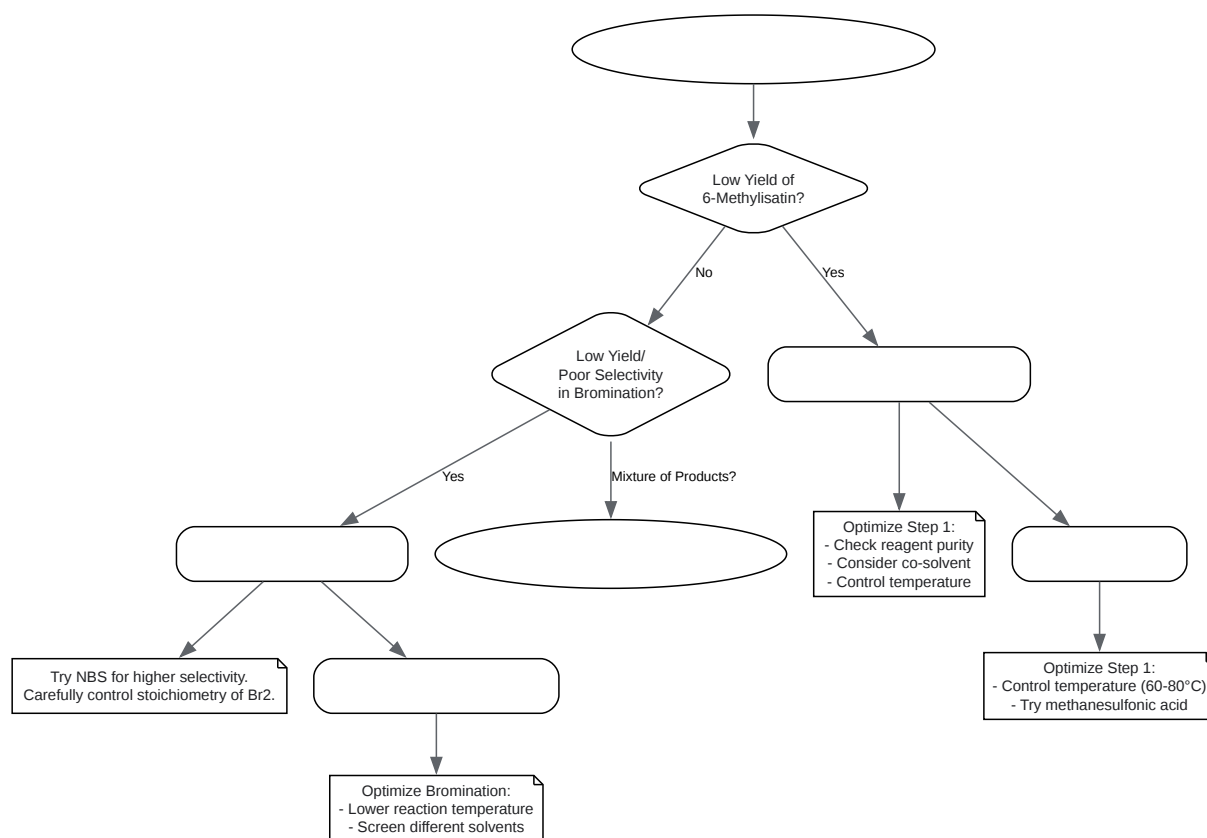 Low Yield of
6-Methylisatin?
No
Yes
Low Yield/
Poor Selectivity
in Bromination?
Yes
Mixture of Products?
Optimize Step 1:
- Check reagent purity
- Consider co-solvent
- Control temperature
Try NBS for higher selectivity.
Carefully control stoichiometry of Br2.
Optimize Step 1:
- Control temperature (60-80°C)
- Try methanesulfonic acid
Optimize Bromination:
- Lower reaction temperature
- Screen different solvents